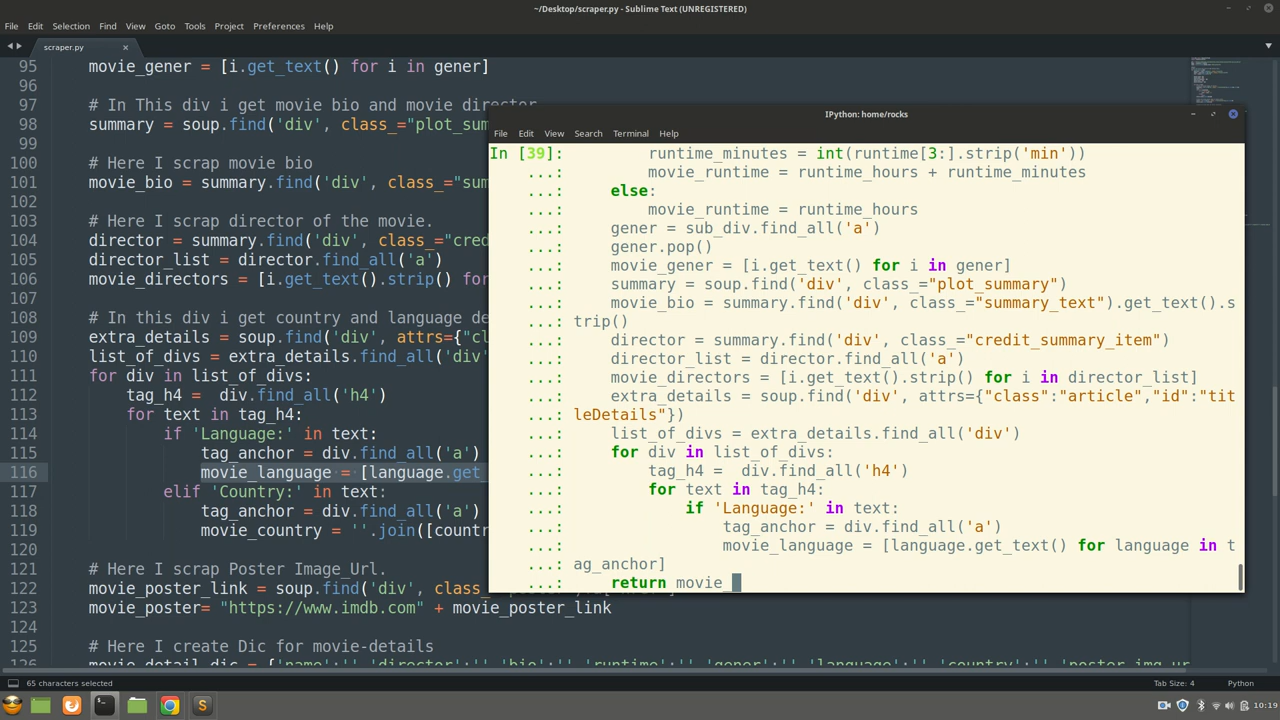 ~/Desktop/scraper.py - Sublime Text (UNREGISTERED)
File Edit Selection Find View Goto Tools Project Preferences Help
scraper.py ×
95 movie_gener = [i.get_text() for i in gener]
96
97 # In This div i get movie bio and movie director
98 summary = soup.find('div', class_="plot_sum
99
100 # Here I scrap movie bio
101 movie_bio = summary.find('div', class_="sum
102
103 # Here I scrap director of the movie.
104 director = summary.find('div', class_="cred
105 director_list = director.find_all('a')
106 movie_directors = [i.get_text().strip() for
107
108 # In this div i get country and language de
109 extra_details = soup.find('div', attrs={"cl
110 list_of_divs = extra_details.find_all('div'
111 for div in list_of_divs:
112 tag_h4 =  div.find_all('h4')
113 for text in tag_h4:
114 if 'Language:' in text:
115 tag_anchor = div.find_all('a')
116 movie_language = [language.get_
117 elif 'Country:' in text:
118 tag_anchor = div.find_all('a')
119 movie_country = ''.join([countr
120
121 # Here I scrap Poster Image_Url.
122 movie_poster_link = soup.find('div', class_
123 movie_poster= "https://www.imdb.com" + movie_poster_link
124
125 # Here I create Dic for movie-details
126 movie_detail_dic = {'name':'','director':'','bio':'','runtime':'','gener':'','language':'','country':'','poster_img_ur
IPython: home/rocks
File Edit View Search Terminal Help
In [39]: runtime_minutes = int(runtime[3:].strip('min'))
...: movie_runtime = runtime_hours + runtime_minutes
...: else:
...: movie_runtime = runtime_hours
...: gener = sub_div.find_all('a')
...: gener.pop()
...: movie_gener = [i.get_text() for i in gener]
...: summary = soup.find('div', class_="plot_summary")
...: movie_bio = summary.find('div', class_="summary_text").get_text().s
...: trip()
...: director = summary.find('div', class_="credit_summary_item")
...: director_list = director.find_all('a')
...: movie_directors = [i.get_text().strip() for i in director_list]
...: extra_details = soup.find('div', attrs={"class":"article","id":"tit
...: leDetails"})
...: list_of_divs = extra_details.find_all('div')
...: for div in list_of_divs:
...: tag_h4 =  div.find_all('h4')
...: for text in tag_h4:
...: if 'Language:' in text:
...: tag_anchor = div.find_all('a')
...: movie_language = [language.get_text() for language in t
...: ag_anchor]
...: return movie_
65 characters selected
Tab Size: 4 Python
10:19